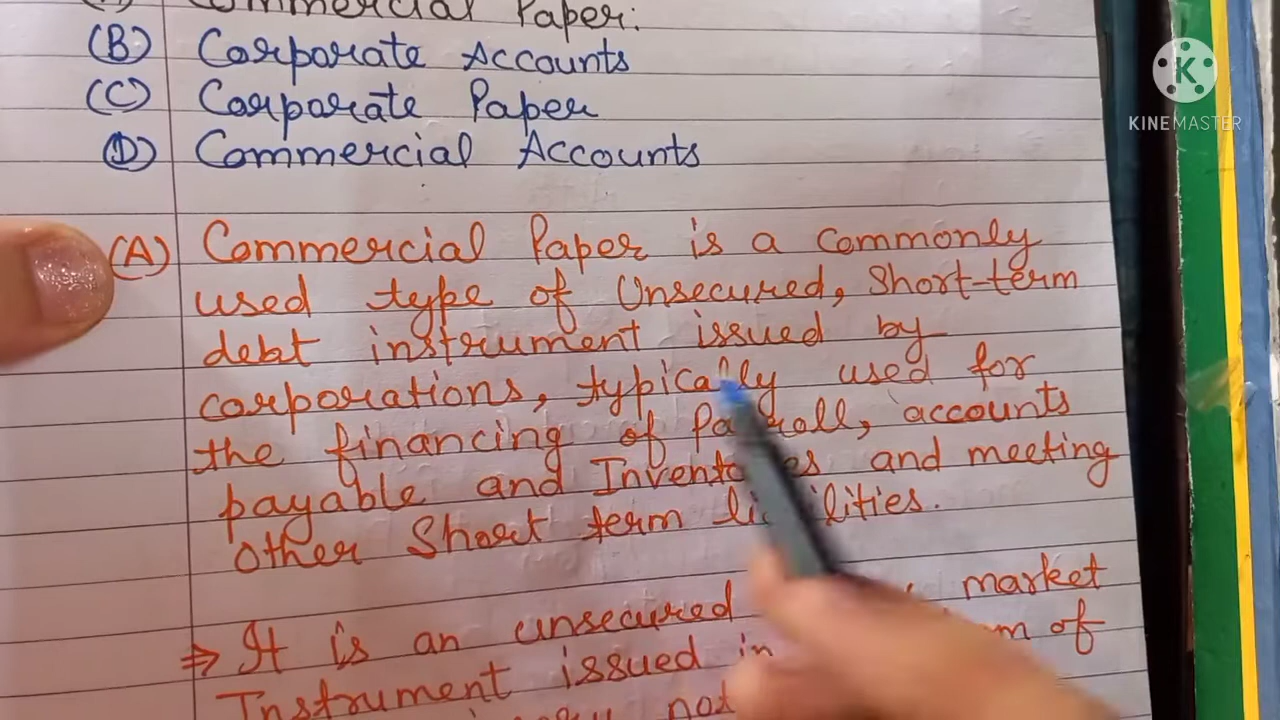 Commercial Paper:
(B) Corporate Accounts
(C) Corporate Paper
(D) Commercial Accounts
(A) Commercial Paper is a commonly
used type of Unsecured, Short-term
debt instrument issued by
corporations, typically used for
the financing of Payroll, accounts
payable and Inventories and meeting
other Short term liabilities.
⇒ It is an unsecured market
Instrument issued in of
not
K
KINEMASTER